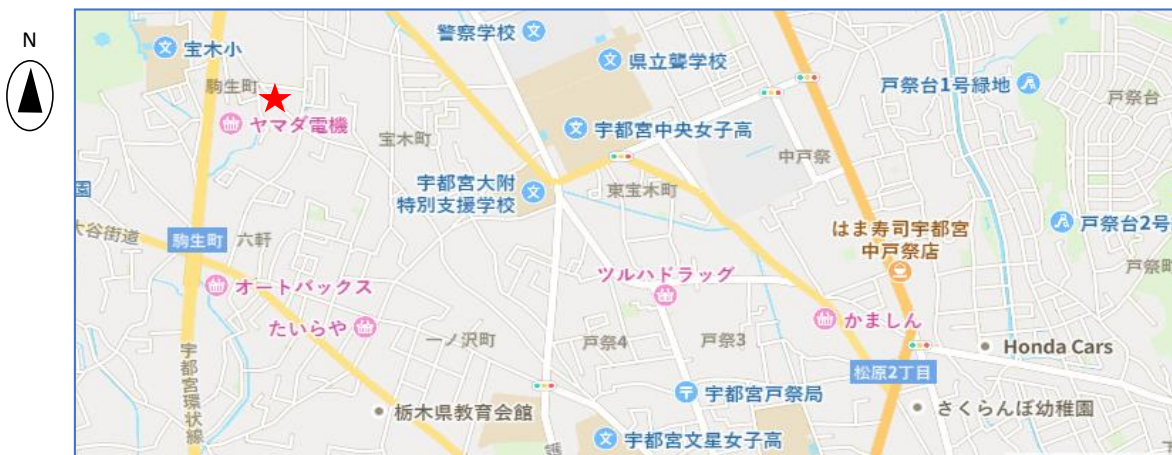 N
警察学校
宝木小
県立聾学校
駒生町
戸祭台1号緑地
戸祭台
ヤマダ電機
宝木町
宇都宮中央女子高
中戸祭
園
宇都宮大附
特別支援学校
東宝木町
大谷街道
駒生町
六軒
はま寿司宇都宮
中戸祭店
戸祭台2号
戸祭町
オートバックス
ツルハドラッグ
たいらや
一ノ沢町
戸祭4
戸祭3
かましん
Honda Cars
宇都宮環状線
松原2丁目
宇都宮戸祭局
栃木県教育会館
さくらんぼ幼稚園
宇都宮文星女子高